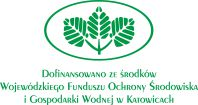 Dofinansowano ze środków
Wojewódzkiego Funduszu Ochrony Środowiska
i Gospodarki Wodnej w Katowicach